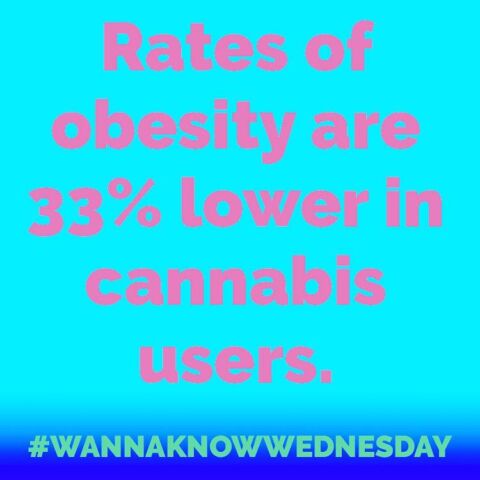 Rates of
obesity are
33% lower in
cannabis
users.
#WANNAKNOWWEDNESDAY